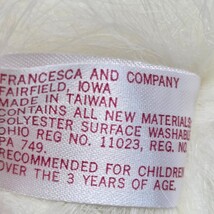 FRANCESCA AND COMPANY
FAIRFIELD, IOWA
MADE IN TAIWAN
CONTAINS ALL NEW MATERIALS
POLYESTER SURFACE WASHABLE
OHIO REG NO. 11023, REG. NO.
PA 749.
RECOMMENDED FOR CHILDREN
OVER THE 3 YEARS OF AGE.